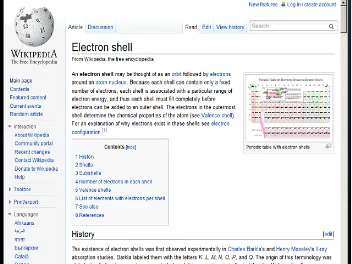 New features Log in / create account
WIKIPEDIA
The Free Encyclopedia
Article Discussion Read Edit View history Search
Main page
Contents
Featured content
Current events
Random article
Interaction
About Wikipedia
Community portal
Recent changes
Contact Wikipedia
Donate to Wikipedia
Help
Toolbox
Print/export
Languages
Afrikaans
العربية
Català
Electron shell
From Wikipedia, the free encyclopedia
An electron shell may be thought of as an orbit followed by electrons
around an atom nucleus. Because each shell can contain only a fixed
number of electrons, each shell is associated with a particular range of
electron energy, and thus each shell must fill completely before
electrons can be added to an outer shell. The electrons in the outermost
shell determine the chemical properties of the atom (see Valence shell).
For an explanation of why electrons exist in these shells see electron
configuration.[1]
Periodic table with electron shells
Contents [hide]
1 History
2 Shells
3 Subshells
4 Number of electrons in each shell
5 Valence shells
6 List of elements with electrons per shell
7 See also
8 References
History [edit]
The existence of electron shells was first observed experimentally in Charles Barkla's and Henry Moseley's X-ray
absorption studies. Barkla labeled them with the letters K, L, M, N, O, P, and Q. The origin of this terminology was